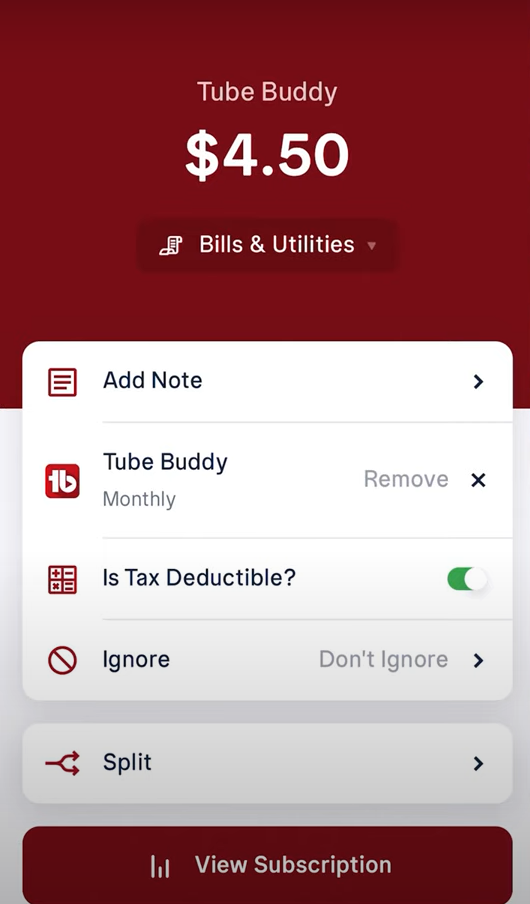 Tube Buddy
$4.50
Bills & Utilities
Add Note
Tube Buddy
Remove
Monthly
Is Tax Deductible?
Ignore
Don't Ignore
Split
View Subscription